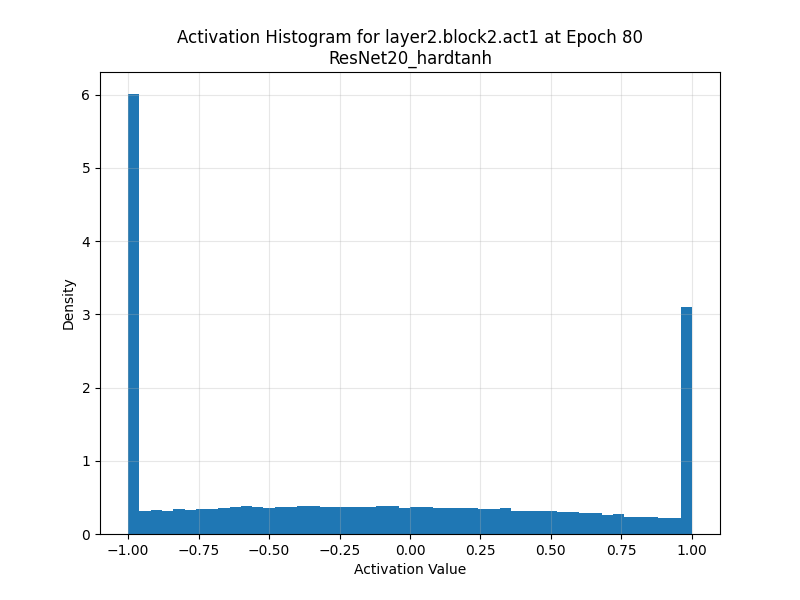 Activation Histogram for layer2.block2.act1 at Epoch 80
ResNet20_hardtanh
6
5
4
3
2
1
0
Density
−1.00 −0.75 −0.50 −0.25 0.00 0.25 0.50 0.75 1.00
Activation Value